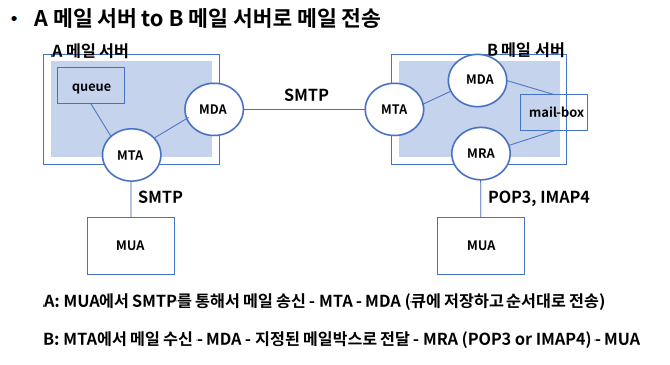 • A 메일 서버 to B 메일 서버로 메일 전송
A 메일 서버
B 메일 서버
queue
MDA
SMTP
MTA
MDA
mail-box
MTA
MRA
SMTP
POP3, IMAP4
MUA
MUA
A: MUA에서 SMTP를 통해서 메일 송신 - MTA - MDA (큐에 저장하고 순서대로 전송)
B: MTA에서 메일 수신 - MDA - 지정된 메일박스로 전달 - MRA (POP3 or IMAP4) - MUA